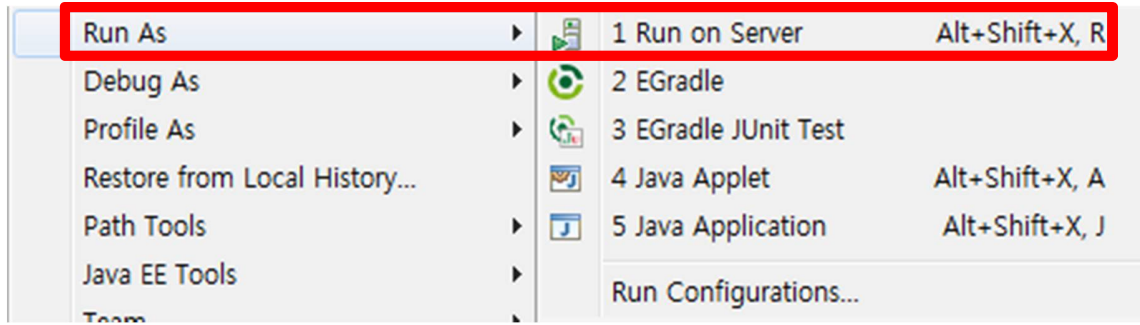 Run As
Debug As
Profile As
Restore from Local History...
Path Tools
Java EE Tools
Team
1 Run on Server Alt+Shift+X, R
2 EGradle
3 EGradle JUnit Test
4 Java Applet Alt+Shift+X, A
5 Java Application Alt+Shift+X, J
Run Configurations...